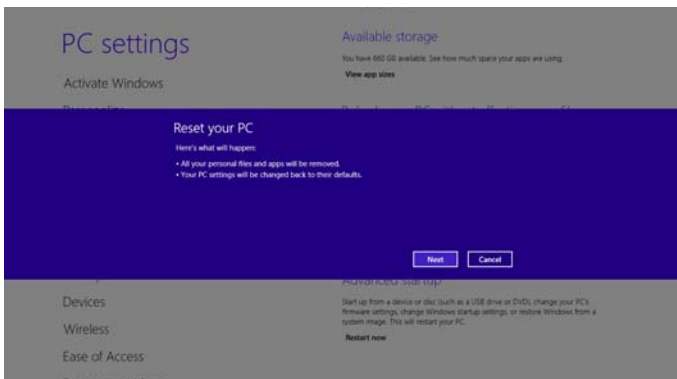 PC settings
Activate Windows
Available storage
You have 660 GB available. See how much space your apps are using.
View app sizes
Reset your PC
Here's what will happen:
• All your personal files and apps will be removed.
• Your PC settings will be changed back to their defaults.
Next
Cancel
Devices
Wireless
Ease of Access
Advanced startup
Start up from a device or disc (such as a USB drive or DVD), change your PC's
firmware settings, change Windows startup settings, or restore Windows from a
system image. This will restart your PC.
Restart now